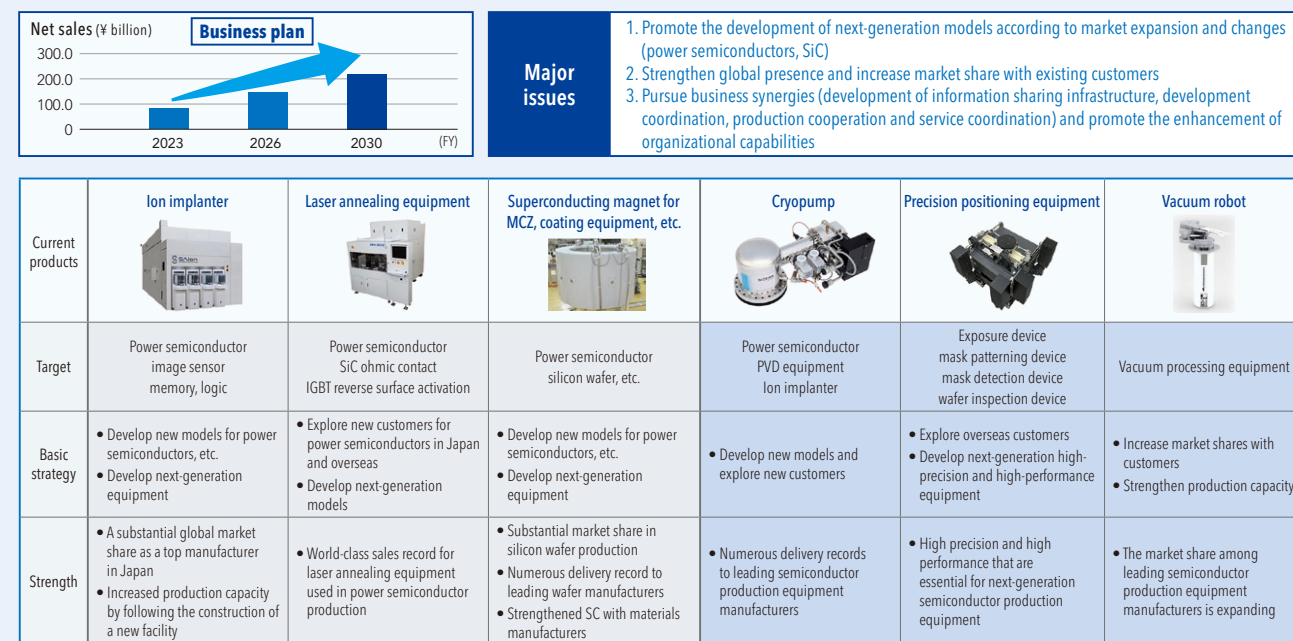 Net sales (¥ billion)
Business plan
300.0
200.0
100.0
0
2023
2026
2030
(FY)
Major
issues
1. Promote the development of next-generation models according to market expansion and changes
(power semiconductors, SiC)
2. Strengthen global presence and increase market share with existing customers
3. Pursue business synergies (development of information sharing infrastructure, development
coordination, production cooperation and service coordination) and promote the enhancement of
organizational capabilities
Current
products
Ion implanter
Laser annealing equipment
Superconducting magnet for
MCZ, coating equipment, etc.
Cryopump
Precision positioning equipment
Vacuum robot
Target
Power semiconductor
image sensor
memory, logic
Power semiconductor
SiC ohmic contact
IGBT reverse surface activation
Power semiconductor
silicon wafer, etc.
Power semiconductor
PVD equipment
Ion implanter
Exposure device
mask patterning device
mask detection device
wafer inspection device
Vacuum processing equipment
Basic
strategy
• Develop new models for power
semiconductors, etc.
• Develop next-generation
equipment
• Explore new customers for
power semiconductors in Japan
and overseas
• Develop next-generation
models
• Develop new models for power
semiconductors, etc.
• Develop next-generation
equipment
• Develop new models and
explore new customers
• Explore overseas customers
• Develop next-generation high-
precision and high-performance
equipment
• Increase market shares with
customers
• Strengthen production capacity
Strength
• A substantial global market
share as a top manufacturer
in Japan
• Increased production capacity
by following the construction of
a new facility
• World-class sales record for
laser annealing equipment
used in power semiconductor
production
• Substantial market share in
silicon wafer production
• Numerous delivery record to
leading wafer manufacturers
• Strengthened SC with materials
manufacturers
• Numerous delivery records
to leading semiconductor
production equipment
manufacturers
• High precision and high
performance that are
essential for next-generation
semiconductor production
equipment
• The market share among
leading semiconductor
production equipment
manufacturers is expanding